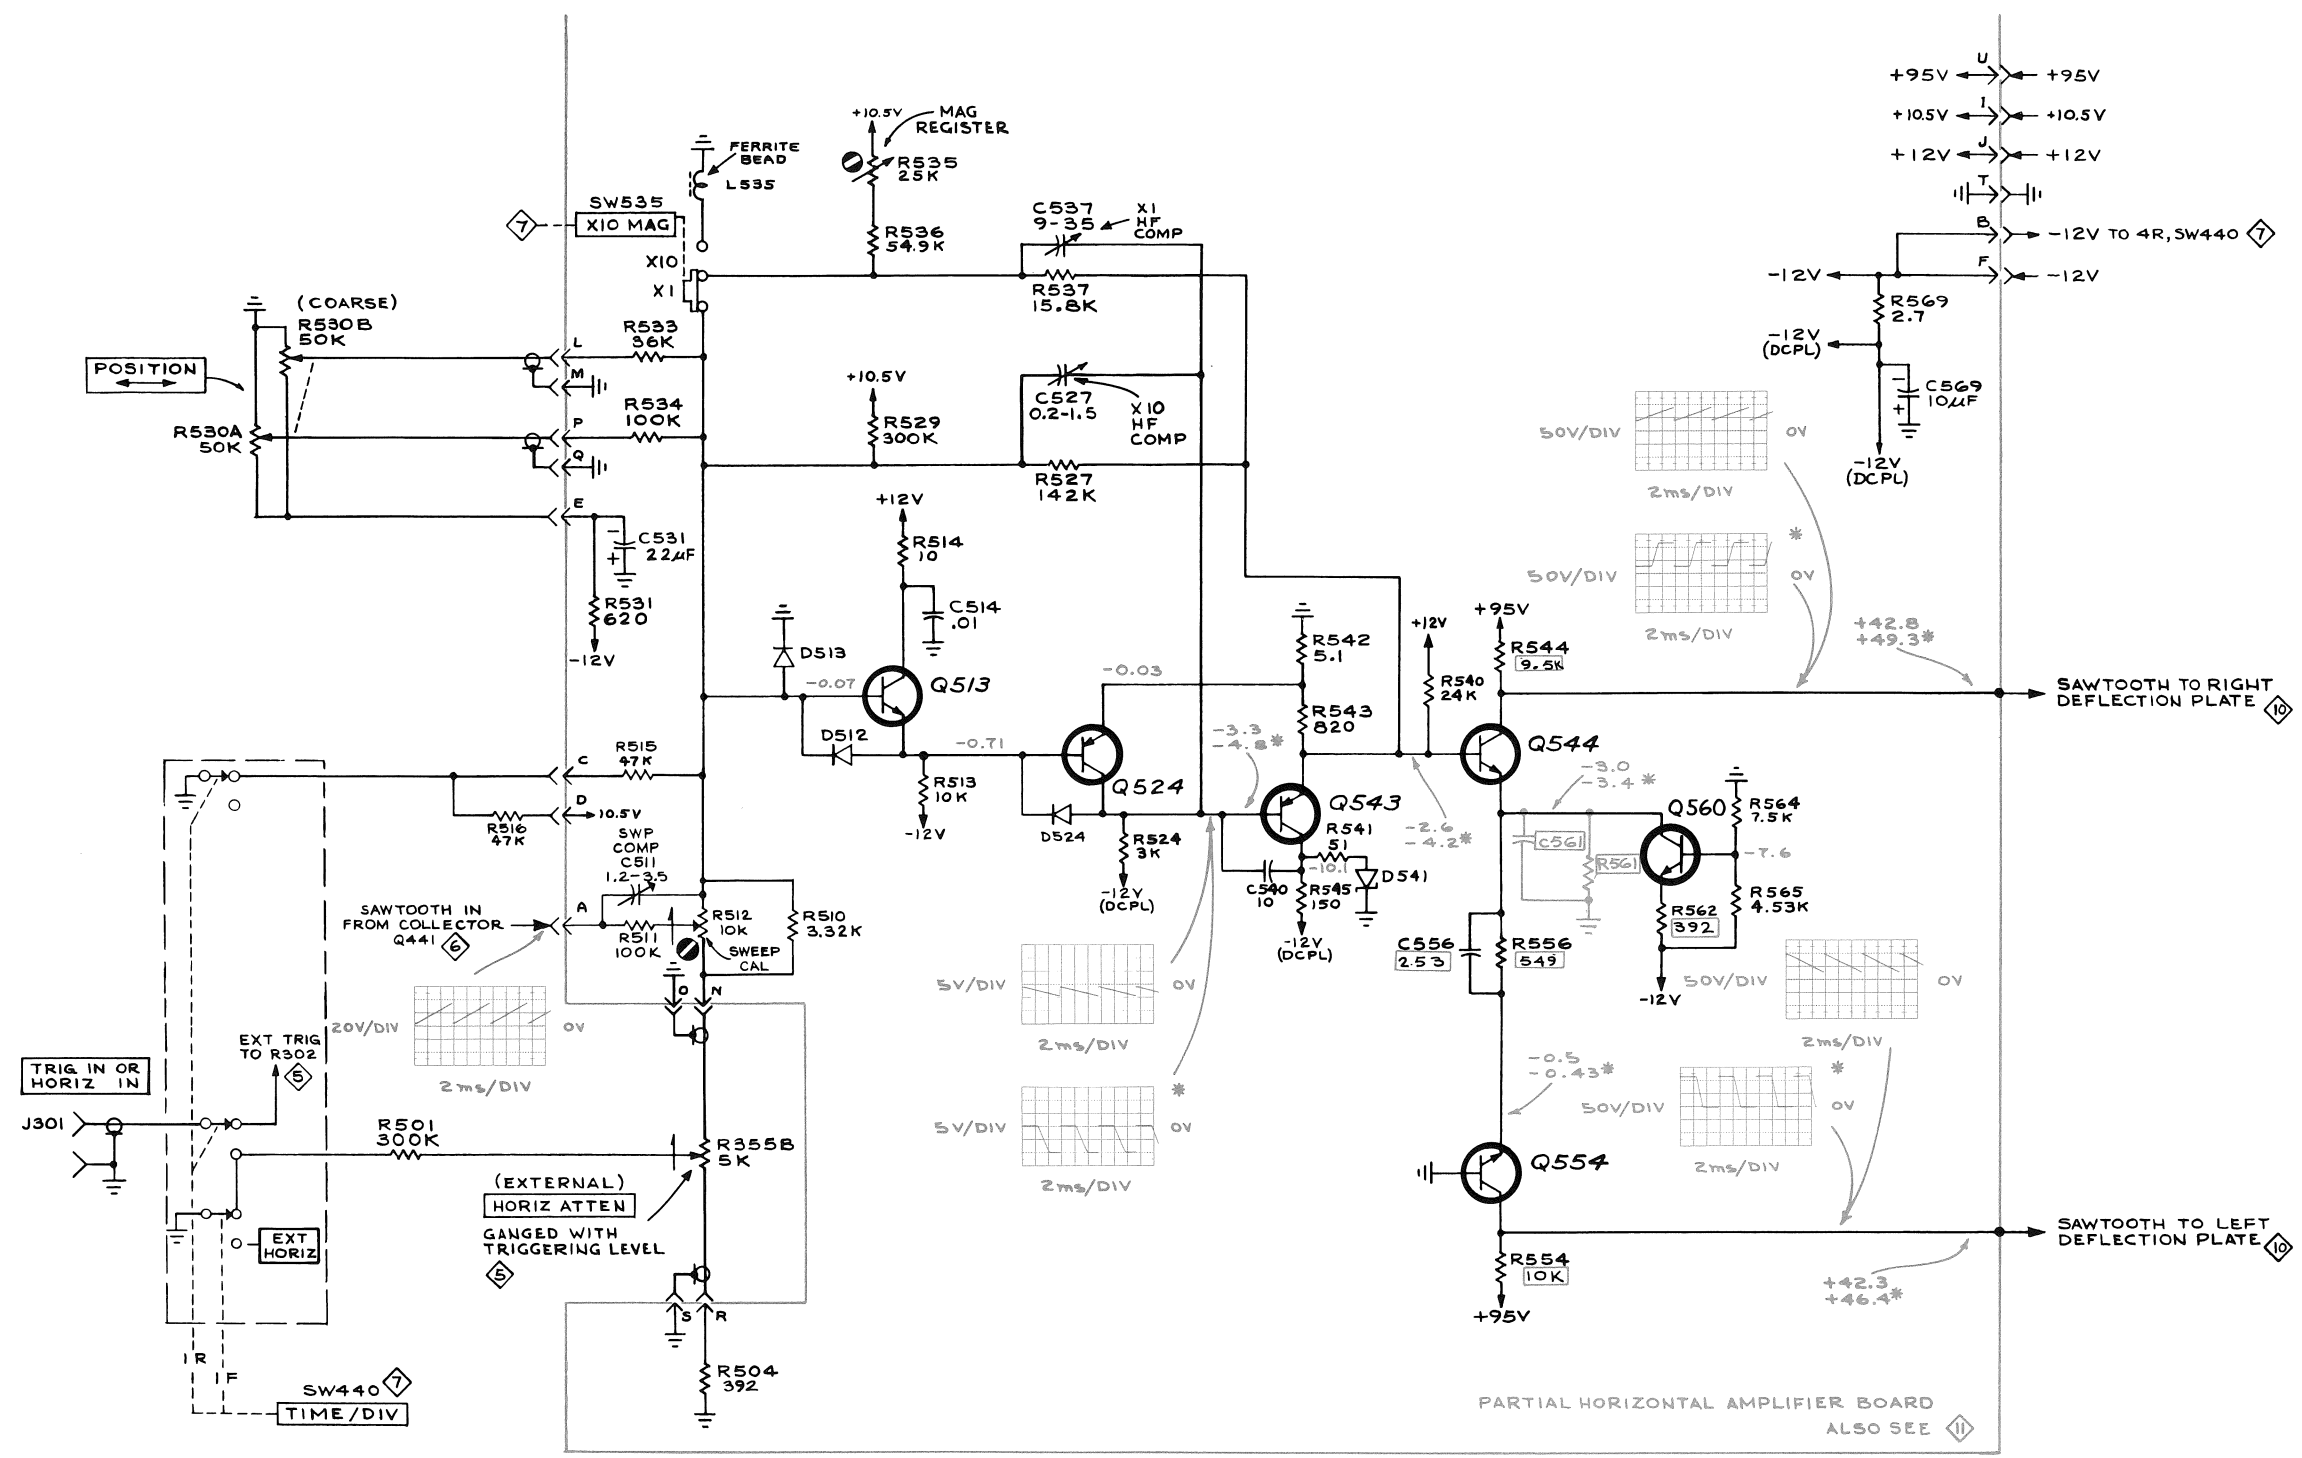 U
+95V
+95V
I
+10.5V
+10.5V
J
+12V
+12V
T
B
-12V TO 4R, SW440 7
F
-12V
-12V
R569
2.7
-12V
(DCPL)
C569
10µF
-12V
(DCPL)
+10.5V
MAG
REGISTER
R535
25K
FERRITE
BEAD
L535
SW535
X10 MAG
7
R536
54.9K
C537
9-35
X1
HF
COMP
X10
X1
R537
15.8K
(COARSE)
R530B
50K
R533
36K
L
M
POSITION
R534
100K
P
Q
R530A
50K
+10.5V
R529
300K
C527
0.2-1.5
X10
HF
COMP
R527
142K
E
C531
22µF
R531
620
-12V
+12V
R514
10
C514
.01
D513
-0.07
Q513
D512
-0.71
R513
10K
-12V
-0.03
Q524
D524
R524
3K
-12V
(DCPL)
R542
5.1
R543
820
-3.3
-4.8*
Q543
R541
51
-10.1
D541
C540
10
R545
150
-12V
(DCPL)
+12V
R540
24K
-2.6
-4.2*
+95V
R544
9.5K
Q544
-3.0
-3.4*
C561
R561
Q560
R564
7.5K
-7.6
R565
4.53K
R562
392
-12V
C556
2.53
R556
549
-0.5
-0.43*
Q554
R554
10K
+95V
50V/DIV
0V
2ms/DIV
*
50V/DIV
0V
2ms/DIV
+42.8
+49.3*
SAWTOOTH TO RIGHT
DEFLECTION PLATE 10
50V/DIV
0V
2ms/DIV
*
50V/DIV
0V
2ms/DIV
SAWTOOTH TO LEFT
DEFLECTION PLATE 10
+42.3
+46.4*
5V/DIV
0V
2ms/DIV
*
5V/DIV
0V
2ms/DIV
C
R515
47K
D
10.5V
R516
47K
SWP
COMP
C511
1.2-3.5
A
SAWTOOTH IN
FROM COLLECTOR
Q441 6
R511
100K
R512
10K
SWEEP
CAL
R510
3.32K
O
N
20V/DIV
0V
2ms/DIV
EXT TRIG
TO R302
5
TRIG IN OR
HORIZ IN
J301
R501
300K
R355B
5K
(EXTERNAL)
HORIZ ATTEN
GANGED WITH
TRIGGERING LEVEL
5
EXT
HORIZ
S
R
R504
392
1R
1F
SW440 7
TIME/DIV
PARTIAL HORIZONTAL AMPLIFIER BOARD
ALSO SEE 11